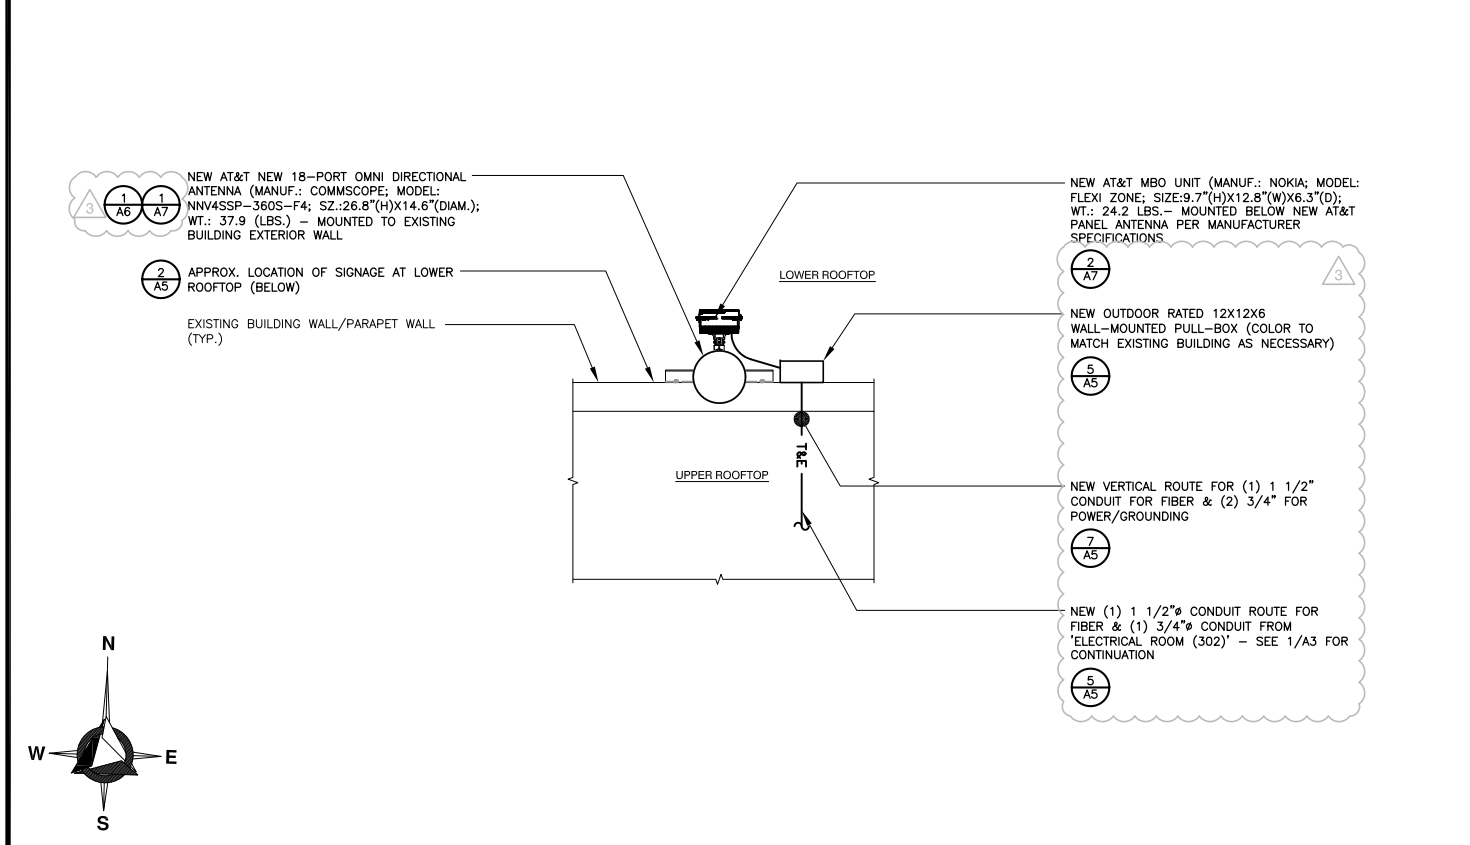 NEW AT&T NEW 18-PORT OMNI DIRECTIONAL
ANTENNA (MANUF.: COMMSCOPE; MODEL:
NNV4SSP-360S-F4; SZ.:26.8"(H)X14.6"(DIAM.);
WT.: 37.9 (LBS.) - MOUNTED TO EXISTING
BUILDING EXTERIOR WALL
3
1
A6
1
A7
2
A5
APPROX. LOCATION OF SIGNAGE AT LOWER
ROOFTOP (BELOW)
EXISTING BUILDING WALL/PARAPET WALL
(TYP.)
LOWER ROOFTOP
UPPER ROOFTOP
T&E
NEW AT&T MBO UNIT (MANUF.: NOKIA; MODEL:
FLEXI ZONE; SIZE:9.7"(H)X12.8"(W)X6.3"(D);
WT.: 24.2 LBS.- MOUNTED BELOW NEW AT&T
PANEL ANTENNA PER MANUFACTURER
SPECIFICATIONS
2
A7
3
NEW OUTDOOR RATED 12X12X6
WALL-MOUNTED PULL-BOX (COLOR TO
MATCH EXISTING BUILDING AS NECESSARY)
5
A5
NEW VERTICAL ROUTE FOR (1) 1 1/2"
CONDUIT FOR FIBER & (2) 3/4" FOR
POWER/GROUNDING
7
A5
NEW (1) 1 1/2"ø CONDUIT ROUTE FOR
FIBER & (1) 3/4"ø CONDUIT FROM
'ELECTRICAL ROOM (302)' - SEE 1/A3 FOR
CONTINUATION
5
A5
N
W
E
S